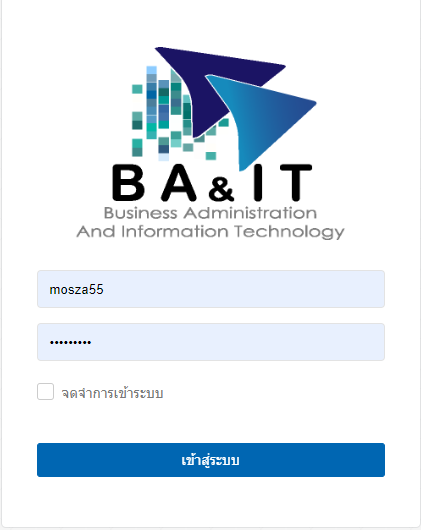 BA&IT
Business Administration
And Information Technology
mosza55
•••••••••
จดจำการเข้าระบบ
เข้าสู่ระบบ